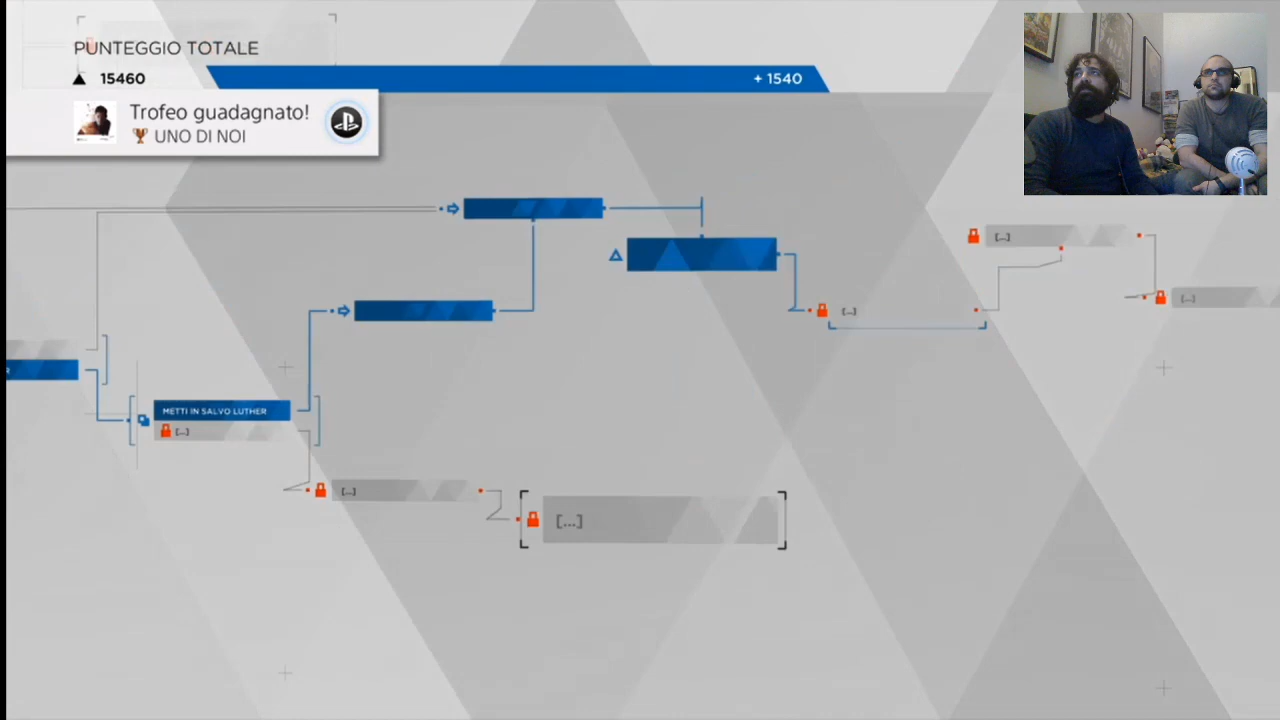 PUNTEGGIO TOTALE
15460
+ 1540
Trofeo guadagnato!
UNO DI NOI
[...]
[...]
[...]
R
METTI IN SALVO LUTHER
[...]
[...]
[...]